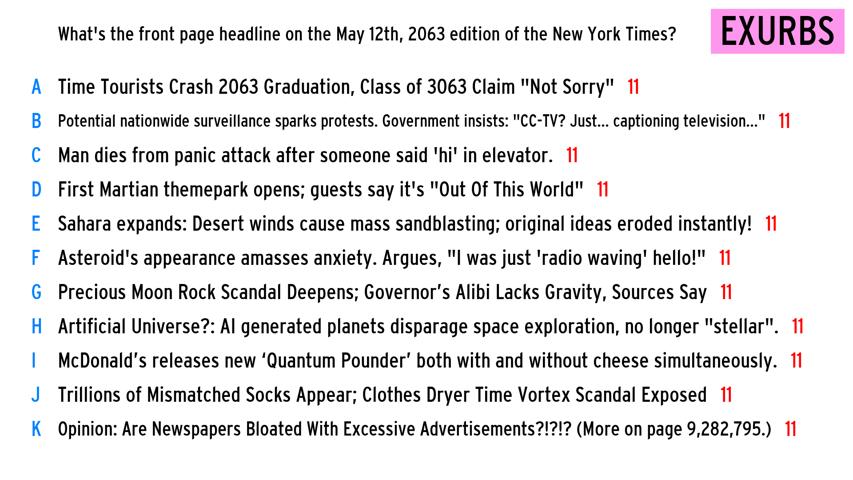 What's the front page headline on the May 12th, 2063 edition of the New York Times?
EXURBS
A Time Tourists Crash 2063 Graduation, Class of 3063 Claim "Not Sorry" 11
B Potential nationwide surveillance sparks protests. Government insists: "CC-TV? Just... captioning television..." 11
C Man dies from panic attack after someone said 'hi' in elevator. 11
D First Martian themepark opens; guests say it's "Out Of This World" 11
E Sahara expands: Desert winds cause mass sandblasting; original ideas eroded instantly! 11
F Asteroid's appearance amasses anxiety. Argues, "I was just 'radio waving' hello!" 11
G Precious Moon Rock Scandal Deepens; Governor’s Alibi Lacks Gravity, Sources Say 11
H Artificial Universe?: AI generated planets disparage space exploration, no longer "stellar". 11
I McDonald’s releases new ‘Quantum Pounder’ both with and without cheese simultaneously. 11
J Trillions of Mismatched Socks Appear; Clothes Dryer Time Vortex Scandal Exposed 11
K Opinion: Are Newspapers Bloated With Excessive Advertisements?!?!? (More on page 9,282,795.) 11